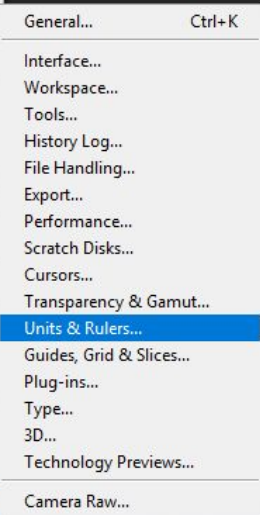 General... Ctrl+K
Interface...
Workspace...
Tools...
History Log...
File Handling...
Export...
Performance...
Scratch Disks...
Cursors...
Transparency & Gamut...
Units & Rulers...
Guides, Grid & Slices...
Plug-ins...
Type...
3D...
Technology Previews...
Camera Raw...